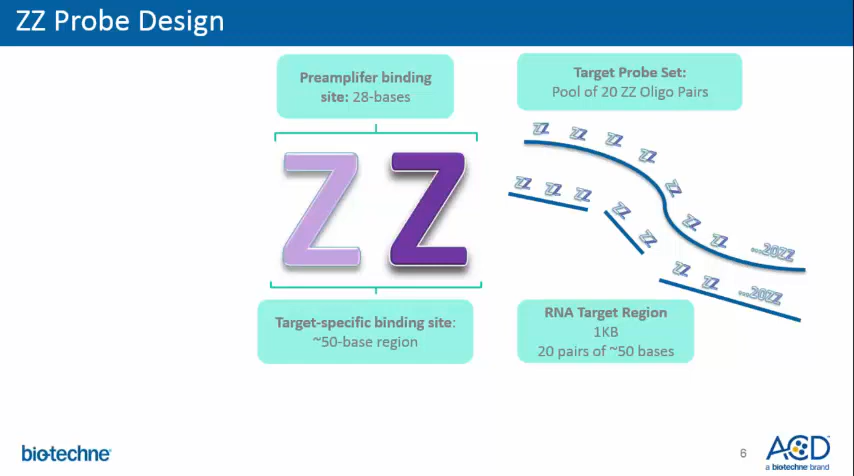 ZZ Probe Design
Preamplifer binding
site: 28-bases
Target Probe Set:
Pool of 20 ZZ Oligo Pairs
ZZ
ZZ ZZ ZZ ZZ ZZ ZZ ZZ ...20ZZ
ZZ ZZ ZZ ZZ ZZ ZZ ZZ ...20ZZ
Target-specific binding site:
~50-base region
RNA Target Region
1KB
20 pairs of ~50 bases
bio-techne
6
ACD
a biotechne brand